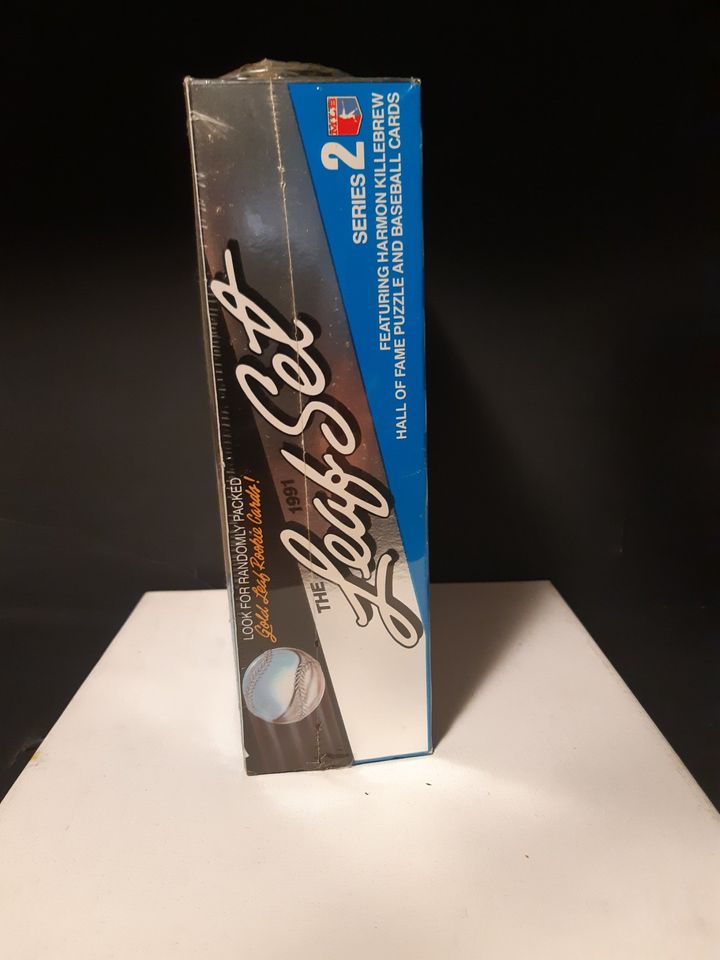 LOOK FOR RANDOMLY PACKED
Gold Leaf Rookie Cards!
THE 1991
Leaf Set
MLB
SERIES 2
FEATURING HARMON KILLEBREW
HALL OF FAME PUZZLE AND BASEBALL CARDS